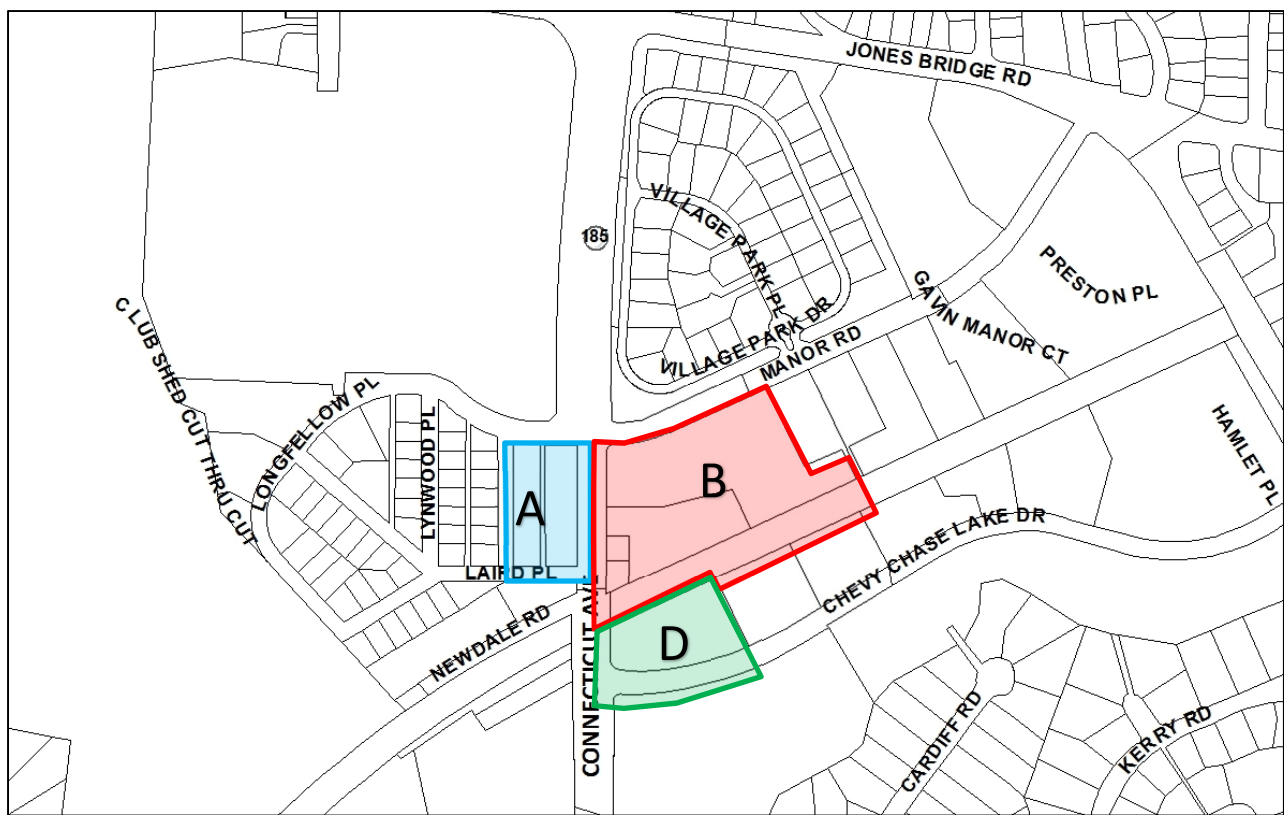 JONES BRIDGE RD
VILLAGE PARK PL
185
PRESTON PL
GAVIN MANOR CT
VILLAGE PARK DR
MANOR RD
CLUB SHED CUT THRU CUT
LONGFELLOW PL
LYNWOOD PL
HAMLET PL
A
B
LAIRD PL
CHEVY CHASE LAKE DR
NEWDALE RD
CONNECTICUT AVE
D
CARDIFF RD
KERRY RD